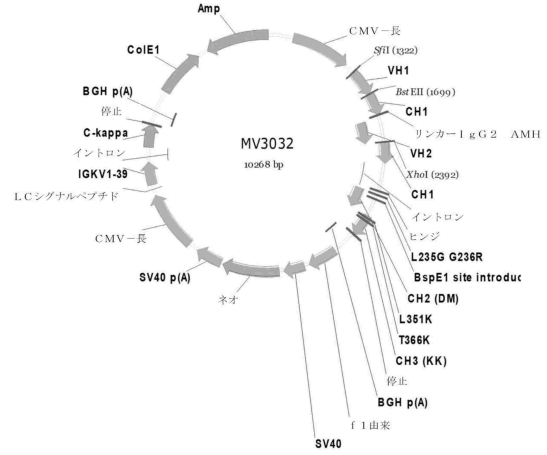 Amp
CMV－長
SfiI (1322)
VH1
BstEII (1699)
CH1
リンカーＩｇＧ２　AMH
VH2
XhoI (2392)
CH1
イントロン
ヒンジ
L235G G236R
BspE1 site introduc
CH2 (DM)
L351K
T366K
CH3 (KK)
停止
BGH p(A)
ｆ１由来
SV40
ネオ
SV40 p(A)
CMV－長
ＬＣシグナルペプチド
IGKV1-39
イントロン
C-kappa
停止
BGH p(A)
ColE1
MV3032
10268 bp